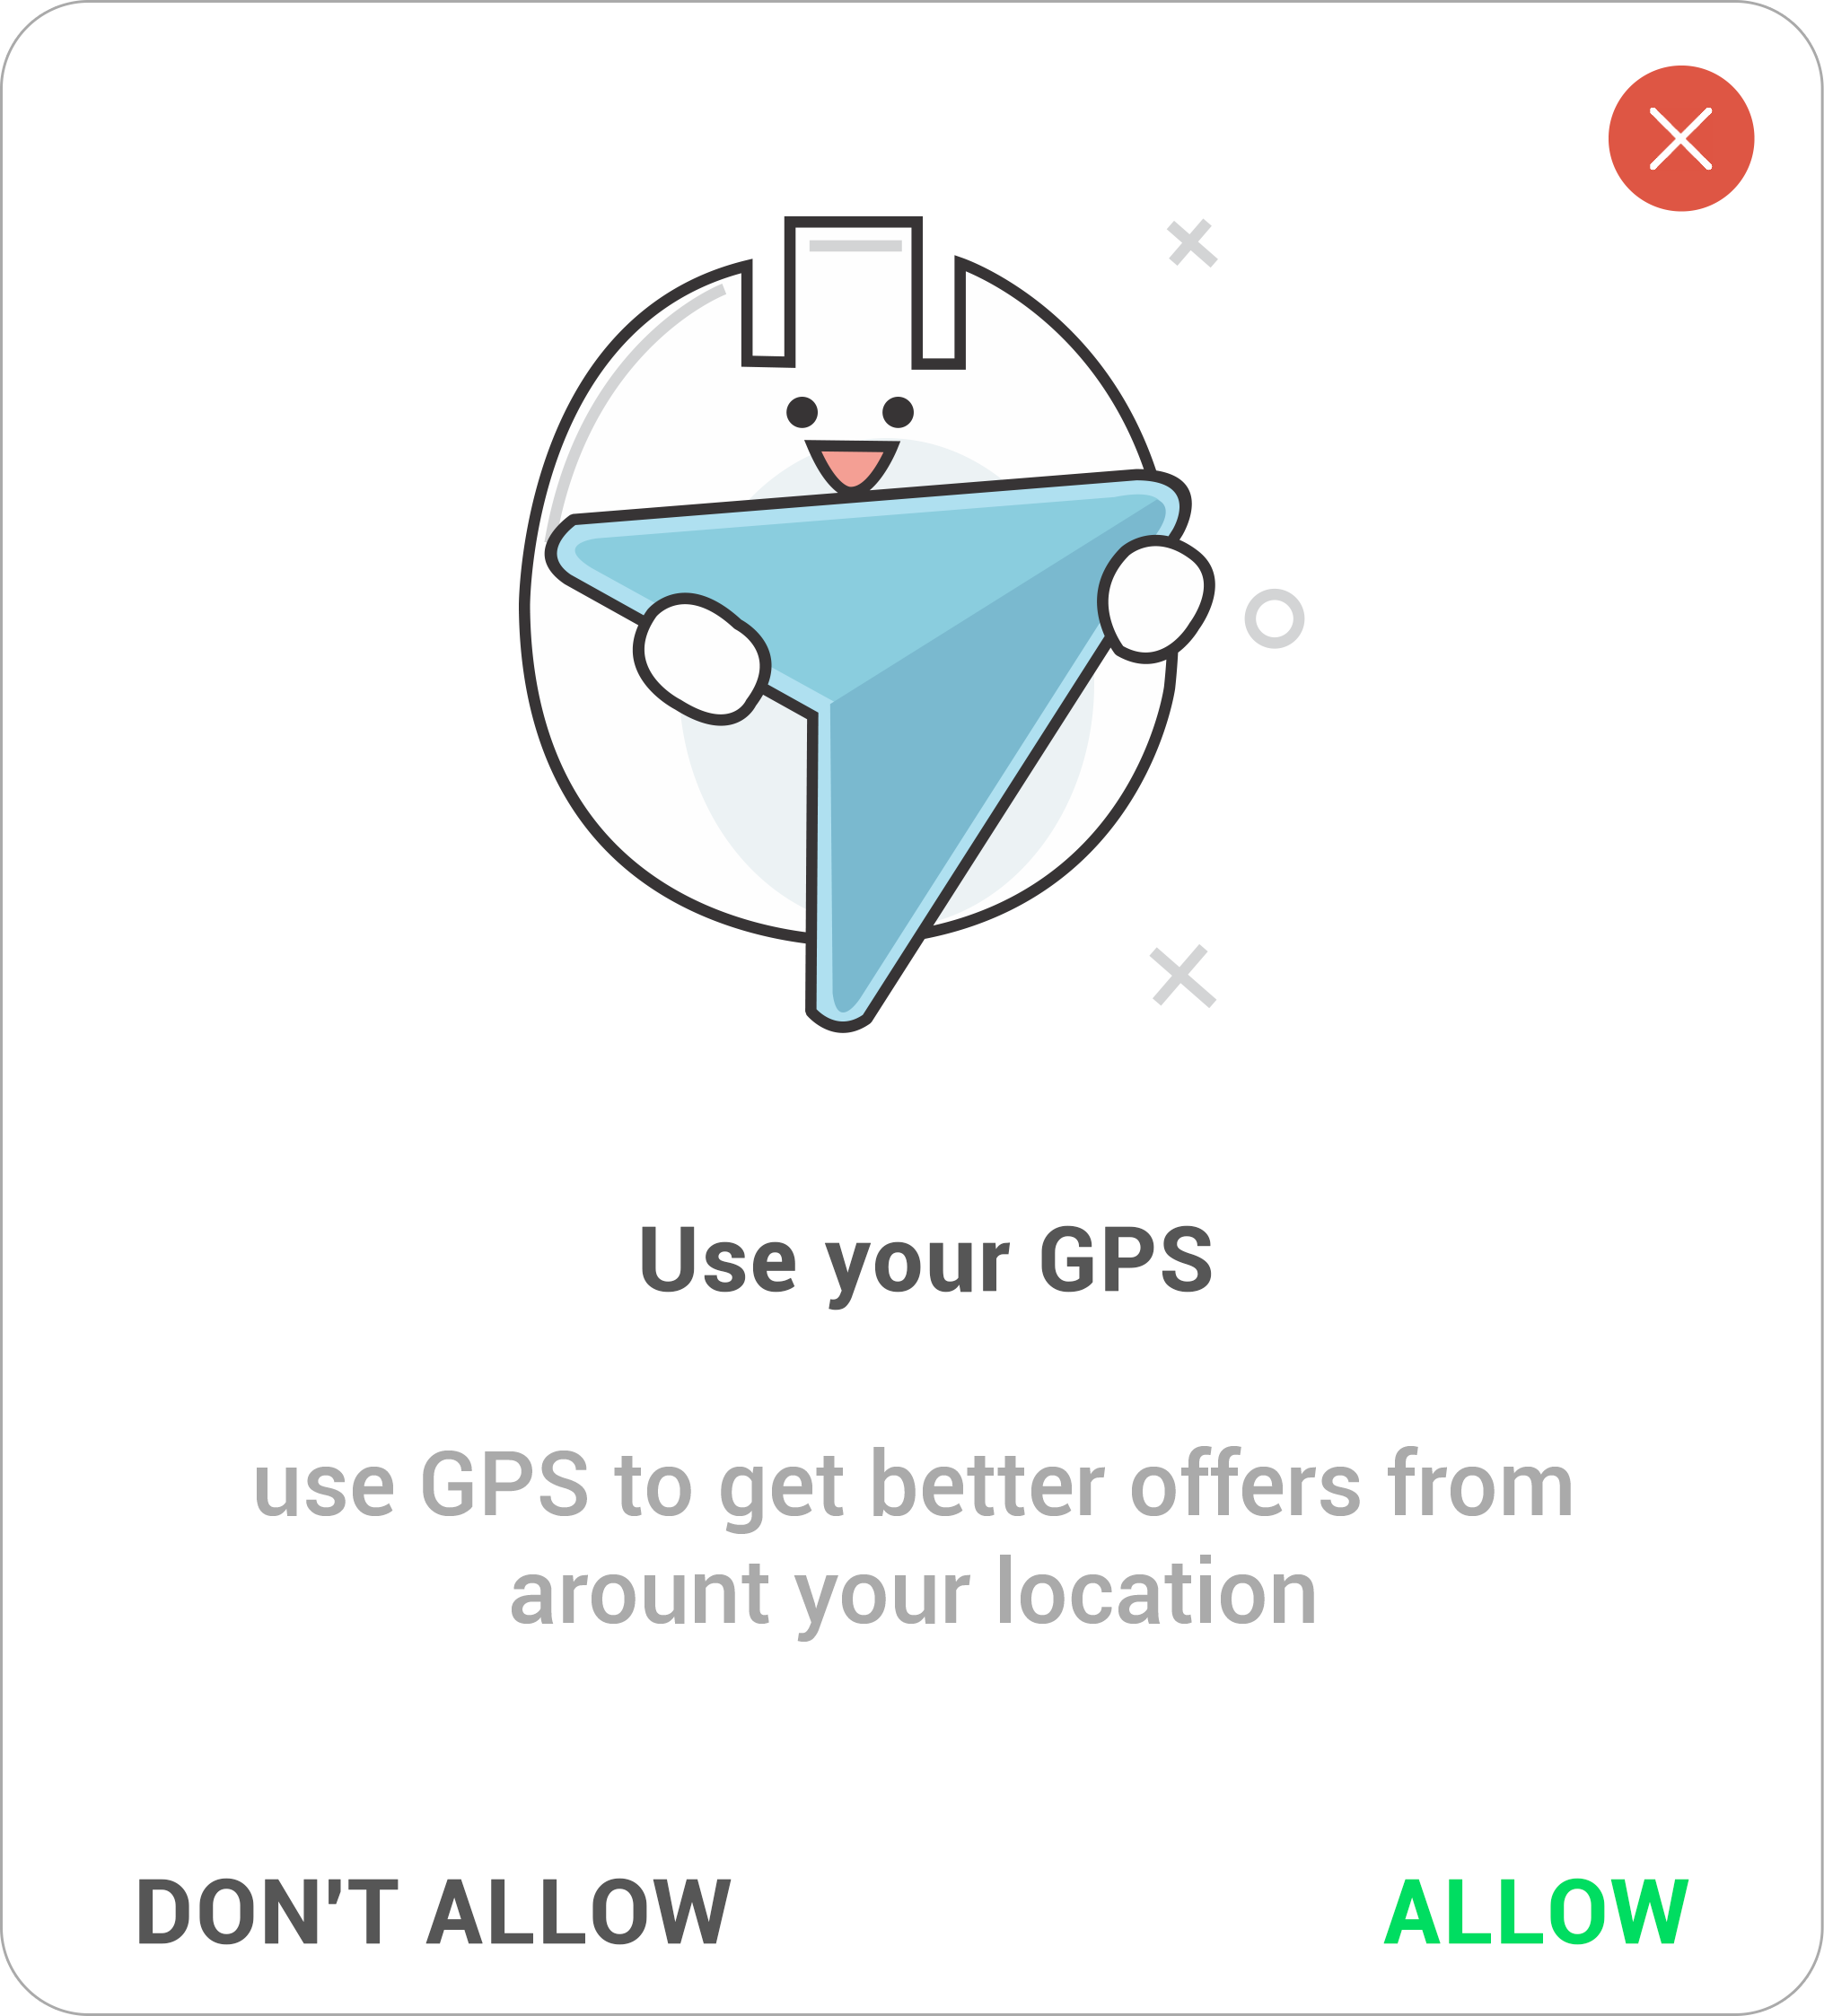 Use your GPS
use GPS to get better offers from
arount your location
DON'T ALLOW
ALLOW